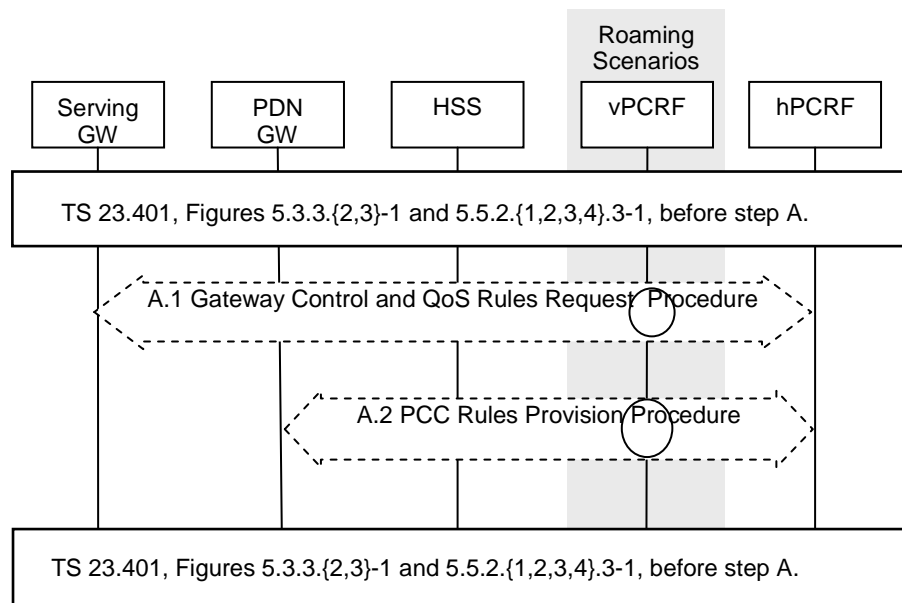 Roaming
Scenarios
Serving
GW
PDN
GW
HSS
vPCRF
hPCRF
TS 23.401, Figures 5.3.3.{2,3}-1 and 5.5.2.{1,2,3,4}.3-1, before step A.
A.1 Gateway Control and QoS Rules Request Procedure
A.2 PCC Rules Provision Procedure
TS 23.401, Figures 5.3.3.{2,3}-1 and 5.5.2.{1,2,3,4}.3-1, before step A.